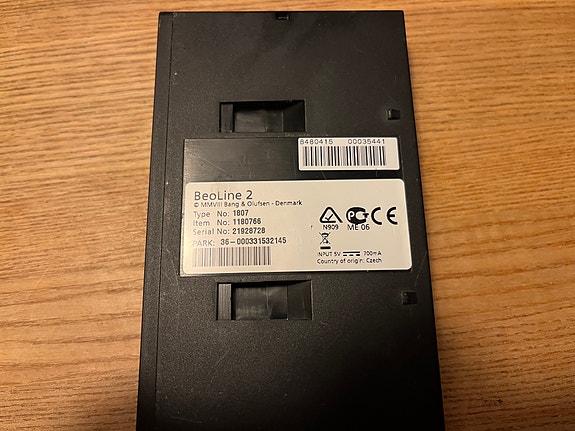 8480415 00035441
BeoLine 2
© MMVIII Bang & Olufsen - Denmark
Type No: 1807
Item No: 1180766
Serial No: 21928728
PARK: 36-000331532145
N909
ME 06
CE
INPUT 5V 700mA
Country of origin: Czech